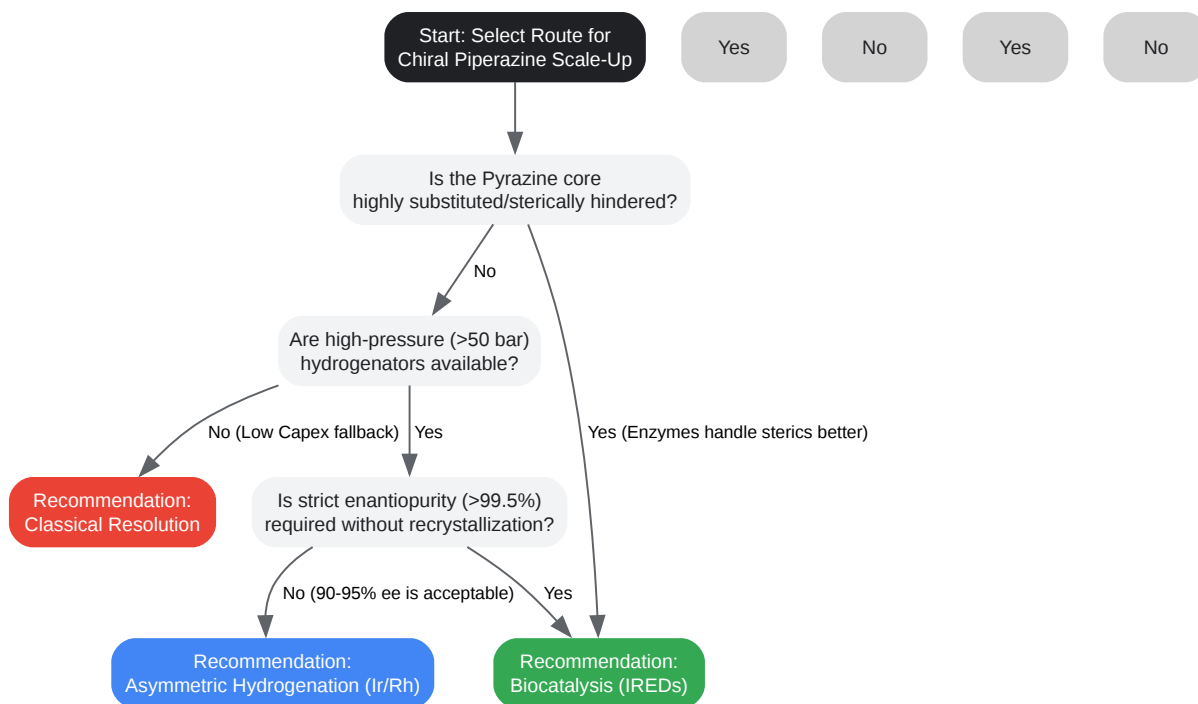 Start: Select Route for
Chiral Piperazine Scale-Up
Yes
No
Yes
No
Is the Pyrazine core
highly substituted/sterically hindered?
No
Are high-pressure (>50 bar)
hydrogenators available?
No (Low Capex fallback)
Yes
Yes (Enzymes handle sterics better)
Recommendation:
Classical Resolution
Is strict enantiopurity (>99.5%)
required without recrystallization?
No (90-95% ee is acceptable)
Yes
Recommendation:
Asymmetric Hydrogenation (Ir/Rh)
Recommendation:
Biocatalysis (IREDs)